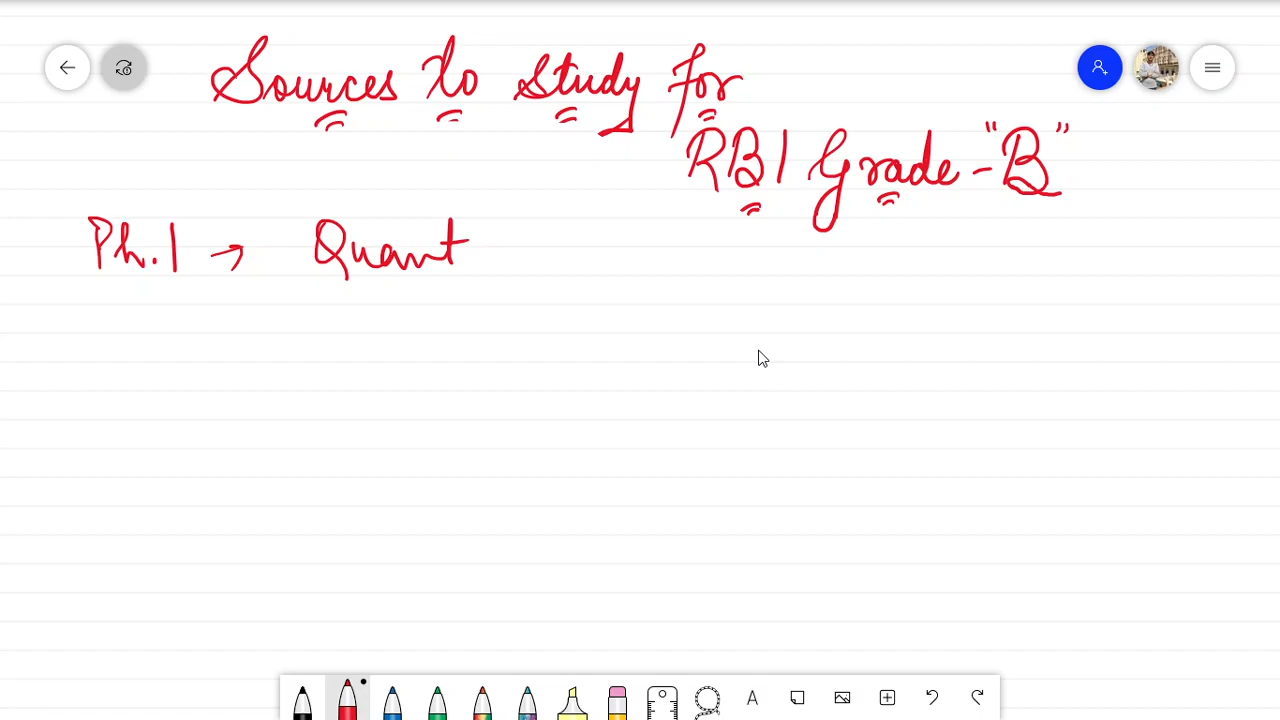 Sources to Study For
RBI Grade-"B"
Ph.1 → Quant